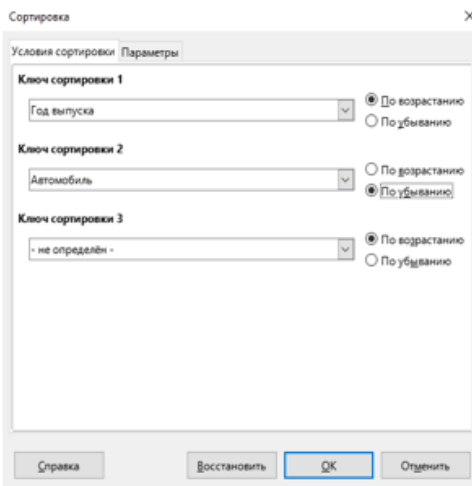 Сортировка
Условия сортировки Параметры
Ключ сортировки 1
Год выпуска
По возрастанию
По убыванию
Ключ сортировки 2
Автомобиль
По возрастанию
По убыванию
Ключ сортировки 3
- не определён -
По возрастанию
По убыванию
Справка Восстановить OK Отменить